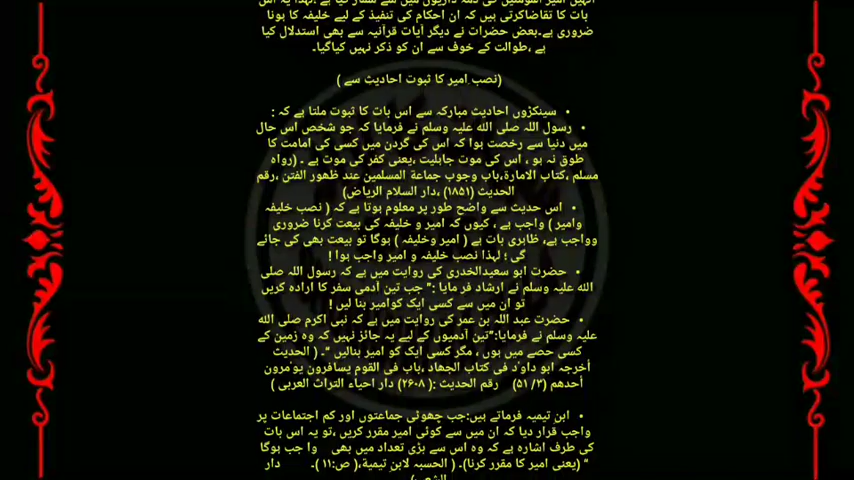 انہیں امیر المومنین کی ذمہ داریوں میں سے شمار کیا ہے۔ لہذا یہ اس
بات کا تقاضاکرتی ہیں کہ ان احکام کی تنفیذ کے لیے خلیفہ کا ہونا
ضروری ہے۔بعض حضرات نے دیگر آیات قرآنیہ سے بھی استدلال کیا
ہے ،طوالت کے خوف سے ان کو ذکر نہیں کیاگیا۔
(نصب امیر کا ثبوت احادیث سے )
• سینکڑوں احادیث مبارکہ سے اس بات کا ثبوت ملتا ہے کہ :
• رسول اللہ صلی اللہ علیہ وسلم نے فرمایا کہ جو شخص اس حال
میں دنیا سے رخصت ہوا کہ اس کی گردن میں کسی کی امامت کا
طوق نہ ہو ، اس کی موت جاہلیت ،یعنی کفر کی موت ہے ۔ (رواہ
مسلم ،کتاب الامارة،باب وجوب جماعة المسلمین عند ظهور الفتن ،رقم
الحدیث (۱۸۵۱) ،دار السلام الریاض)
• اس حدیث سے واضح طور پر معلوم ہوتا ہے کہ ( نصب خلیفہ
وامیر ) واجب ہے ، کیوں کہ امیر و خلیفہ کی بیعت کرنا ضروری
وواجب ہے، ظاہری بات ہے ( امیر وخلیفہ ) ہوگا تو بیعت بھی کی جائے
گی ؛ لہذا نصب خلیفہ و امیر واجب ہوا !
• حضرت ابو سعیدالخدری کی روایت میں ہے کہ رسول اللہ صلی
اللہ علیہ وسلم نے ارشاد فر مایا :” جب تین آدمی سفر کا ارادہ کریں
تو ان میں سے کسی ایک کوامیر بنا لیں !
• حضرت عبد اللہ بن عمر کی روایت میں ہے کہ نبی اکرم صلی اللہ
علیہ وسلم نے فرمایا:”تین آدمیوں کے لیے یہ جائز نہیں کہ وہ زمین کے
کسی حصے میں ہوں ، مگر کسی ایک کو امیر بنالیں “۔ ( الحدیث
أخرجہ ابو داوٴد فی کتاب الجهاد ،باب فی القوم یسافرون یوٴمرون
أحدهم (۳/ ۵۱) رقم الحدیث :( ۲۶۰۸) دار احیاء التراث العربی )
• ابن تیمیہ فرماتے ہیں:جب چھوٹی جماعتوں اور کم اجتماعات پر
واجب قرار دیا کہ ان میں سے کوئی امیر مقرر کریں ،تو یہ اس بات
کی طرف اشارہ ہے کہ وہ اس سے بڑی تعداد میں بھی وا جب ہوگا
“ (یعنی امیر کا مقرر کرنا)۔ ( الحسبہ لابن تیمیة،( ص:۱۱ )۔ دار